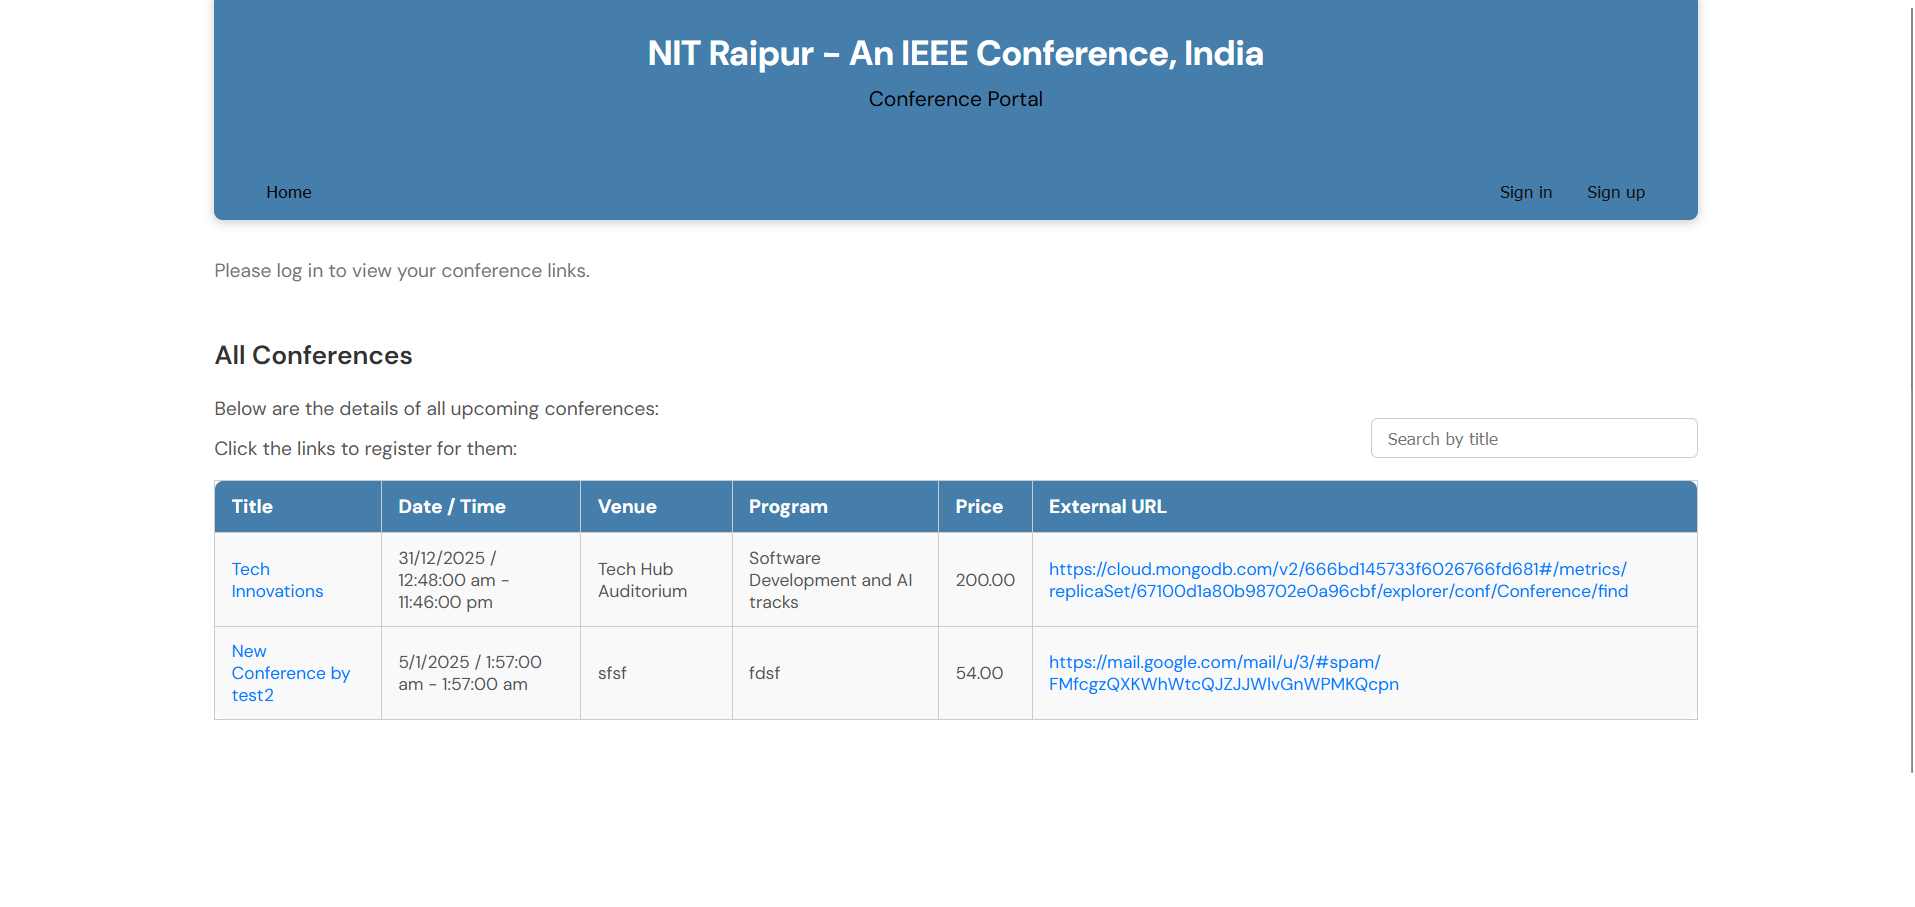 NIT Raipur - An IEEE Conference, India
Conference Portal
Home
Sign in
Sign up
Please log in to view your conference links.
All Conferences
Below are the details of all upcoming conferences:
Click the links to register for them:
Search by title
Title
Date / Time
Venue
Program
Price
External URL
Tech
Innovations
31/12/2025 /
12:48:00 am -
11:46:00 pm
Tech Hub
Auditorium
Software
Development and AI
tracks
200.00
https://cloud.mongodb.com/v2/666bd145733f6026766fd681#/metrics/
replicaSet/67100d1a80b98702e0a96cbf/explorer/conf/Conference/find
New
Conference by
test2
5/1/2025 / 1:57:00
am - 1:57:00 am
sfsf
fdsf
54.00
https://mail.google.com/mail/u/3/#spam/
FMfcgzQXKWhWtcQJZJJWlvGnWPMKQcpn